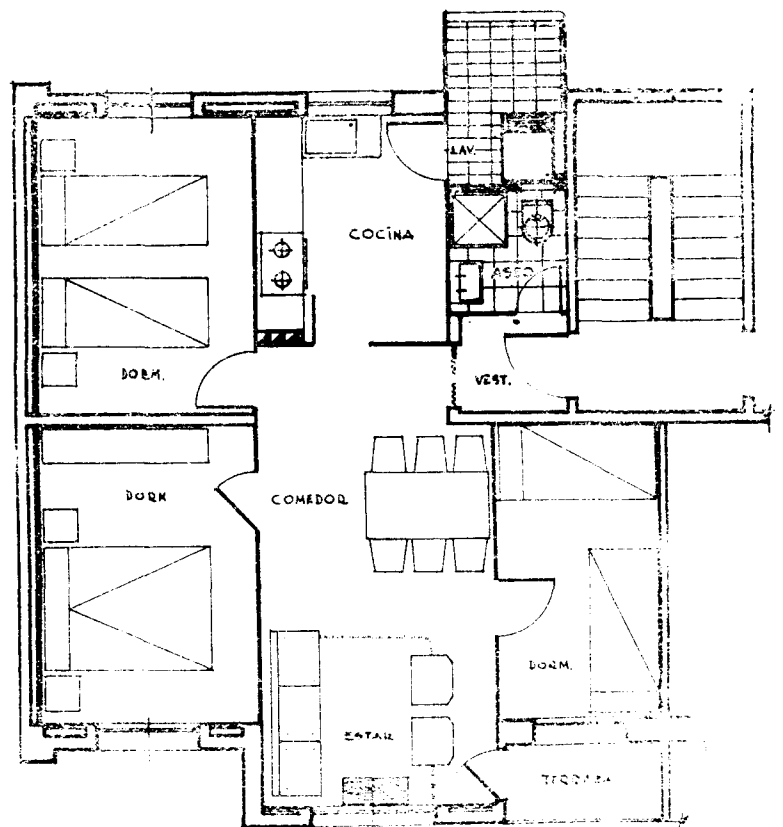 LAV.
COCINA
ASEO
DORM.
VEST.
DORM
COMEDOR
DORM.
ESTAR
TERRAZA